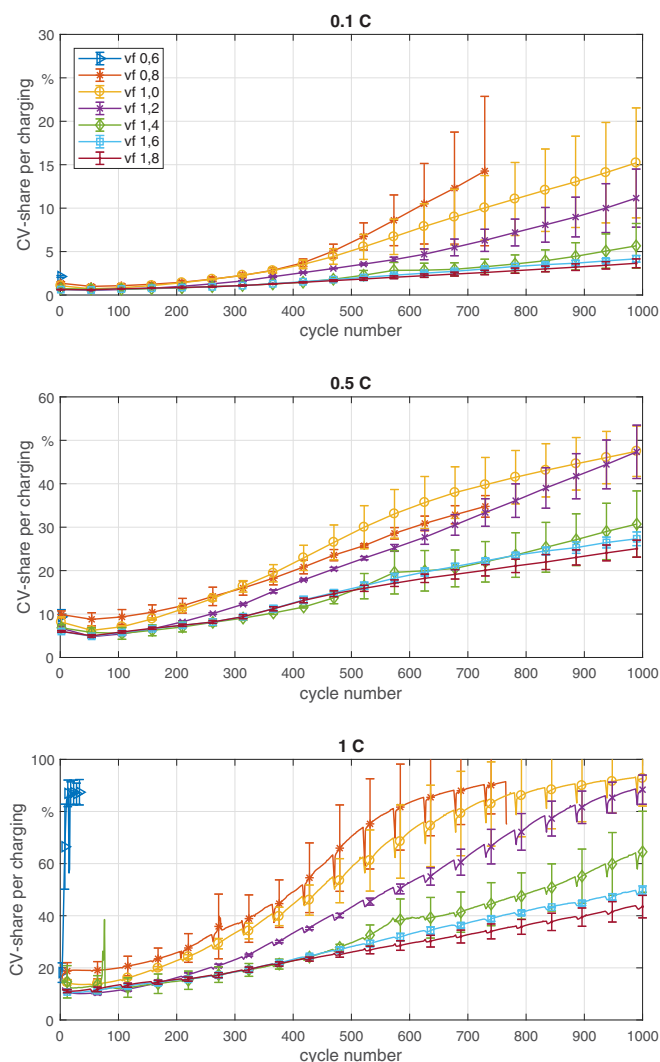 0.1 C
30
25
20
15
10
5
0
%
CV-share per charging
vf 0,6
vf 0,8
vf 1,0
vf 1,2
vf 1,4
vf 1,6
vf 1,8
0 100 200 300 400 500 600 700 800 900 1000
cycle number
0.5 C
60
%
50
40
30
20
10
0
CV-share per charging
0 100 200 300 400 500 600 700 800 900 1000
cycle number
1 C
100
%
80
60
40
20
0
CV-share per charging
0 100 200 300 400 500 600 700 800 900 1000
cycle number